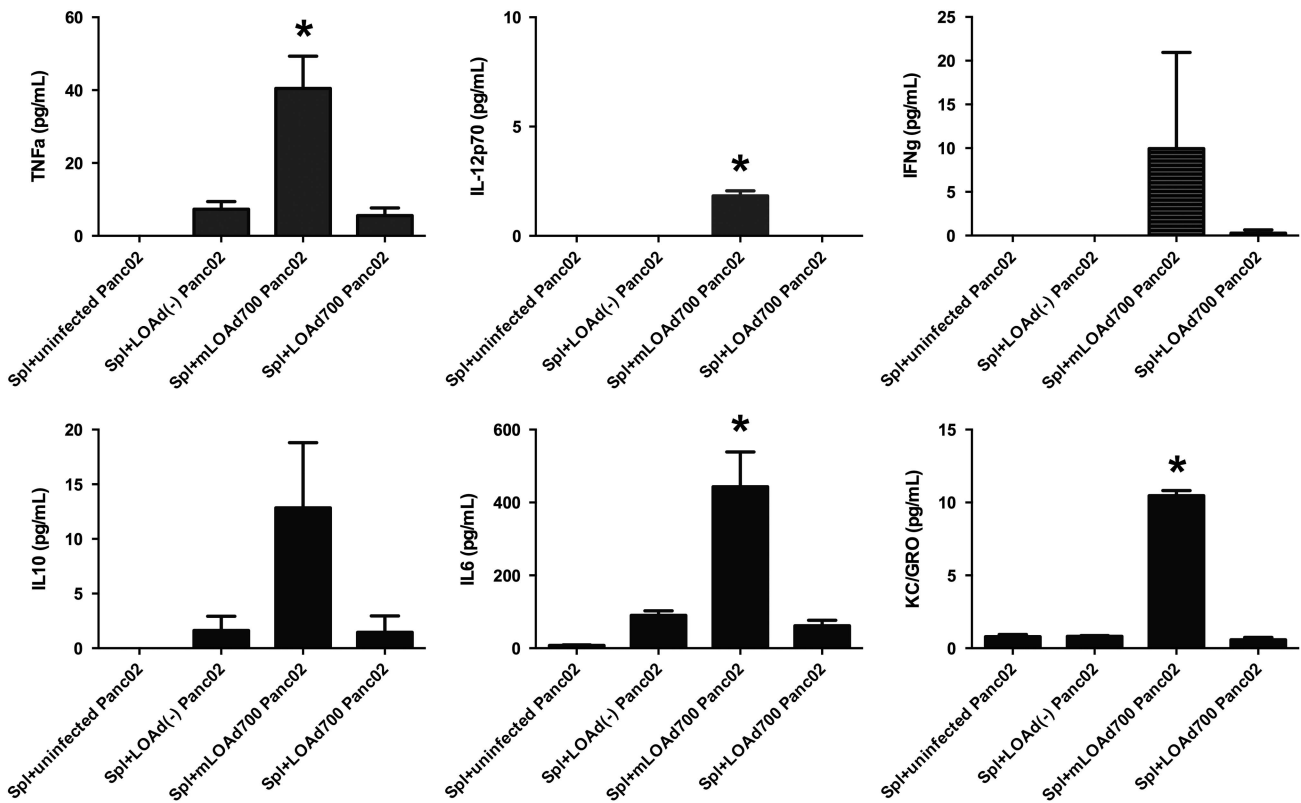 TNFa (pg/mL)
60
40
20
0
*
Spl+uninfected Panc02
Spl+LOAd(-) Panc02
Spl+mLOAd700 Panc02
Spl+LOAd700 Panc02
IL-12p70 (pg/mL)
10
5
0
*
Spl+uninfected Panc02
Spl+LOAd(-) Panc02
Spl+mLOAd700 Panc02
Spl+LOAd700 Panc02
IFNg (pg/mL)
25
20
15
10
5
0
Spl+uninfected Panc02
Spl+LOAd(-) Panc02
Spl+mLOAd700 Panc02
Spl+LOAd700 Panc02
IL10 (pg/mL)
20
15
10
5
0
Spl+uninfected Panc02
Spl+LOAd(-) Panc02
Spl+mLOAd700 Panc02
Spl+LOAd700 Panc02
IL6 (pg/mL)
600
400
200
0
*
Spl+uninfected Panc02
Spl+LOAd(-) Panc02
Spl+mLOAd700 Panc02
Spl+LOAd700 Panc02
KC/GRO (pg/mL)
15
10
5
0
*
Spl+uninfected Panc02
Spl+LOAd(-) Panc02
Spl+mLOAd700 Panc02
Spl+LOAd700 Panc02